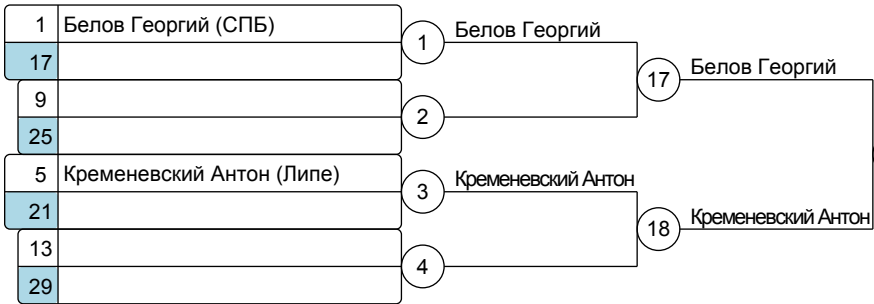 1 Белов Георгий (СПБ)
17
9
25
5 Кременевский Антон (Липе)
21
13
29
1 Белов Георгий
2
3 Кременевский Антон
4
17 Белов Георгий
18 Кременевский Антон